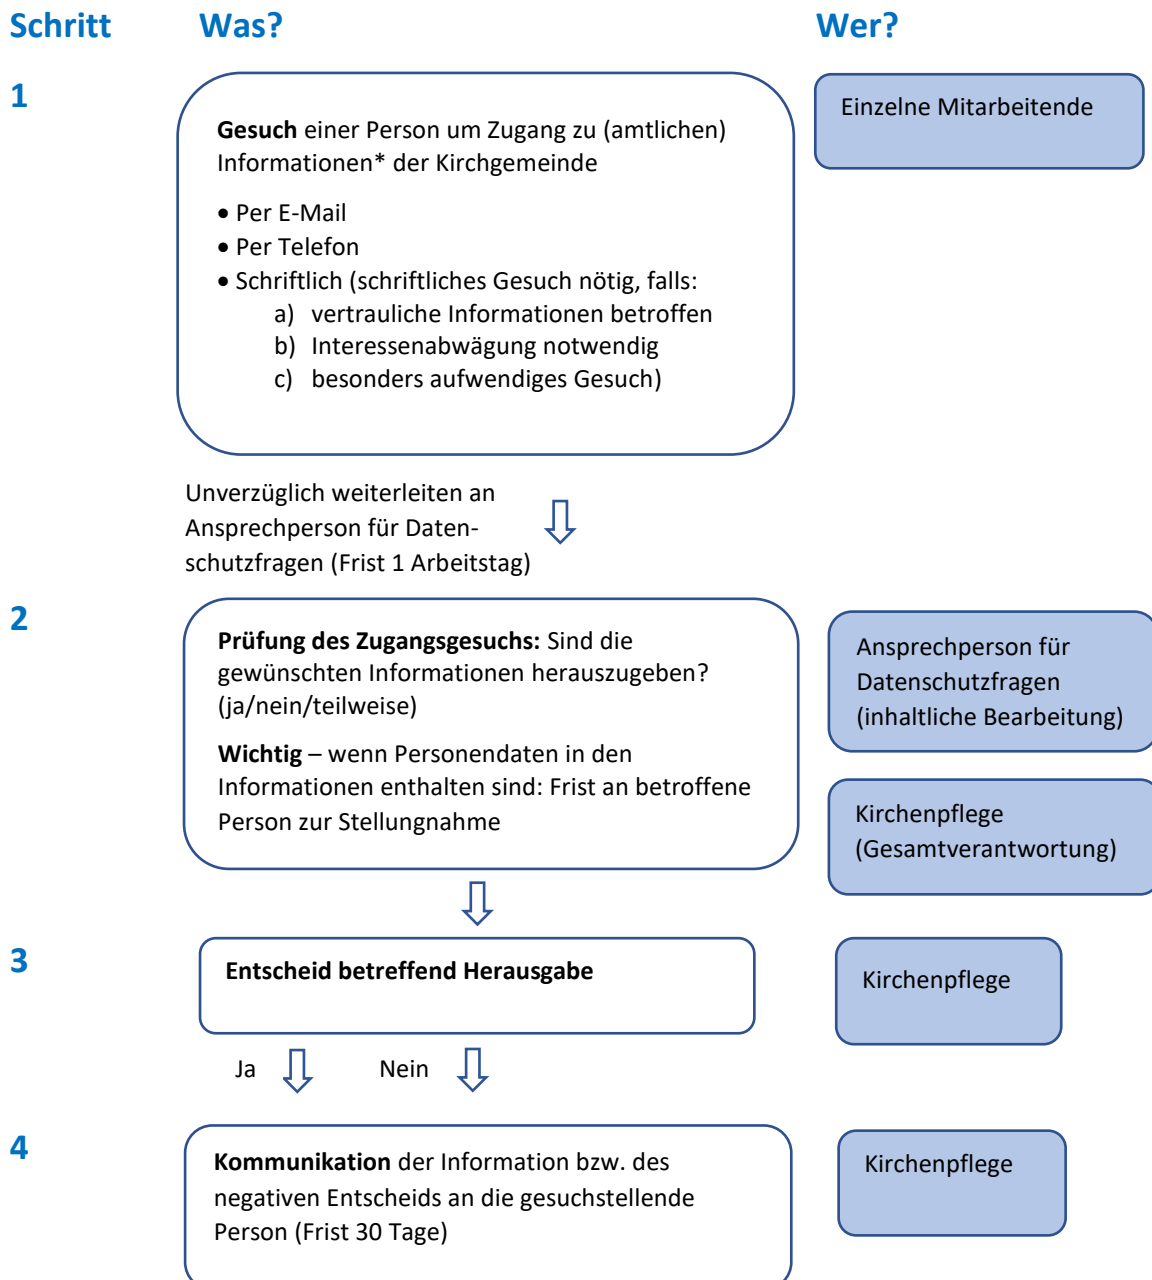 Schritt Was? Wer?
1
Gesuch einer Person um Zugang zu (amtlichen)
Informationen* der Kirchgemeinde
• Per E-Mail
• Per Telefon
• Schriftlich (schriftliches Gesuch nötig, falls:
a) vertrauliche Informationen betroffen
b) Interessenabwägung notwendig
c) besonders aufwendiges Gesuch)
Einzelne Mitarbeitende
Unverzüglich weiterleiten an
Ansprechperson für Daten-
schutzfragen (Frist 1 Arbeitstag)
2
Prüfung des Zugangsgesuchs: Sind die
gewünschten Informationen herauszugeben?
(ja/nein/teilweise)
Wichtig – wenn Personendaten in den
Informationen enthalten sind: Frist an betroffene
Person zur Stellungnahme
Ansprechperson für
Datenschutzfragen
(inhaltliche Bearbeitung)
Kirchenpflege
(Gesamtverantwortung)
3
Entscheid betreffend Herausgabe
Kirchenpflege
Ja Nein
4
Kommunikation der Information bzw. des
negativen Entscheids an die gesuchstellende
Person (Frist 30 Tage)
Kirchenpflege